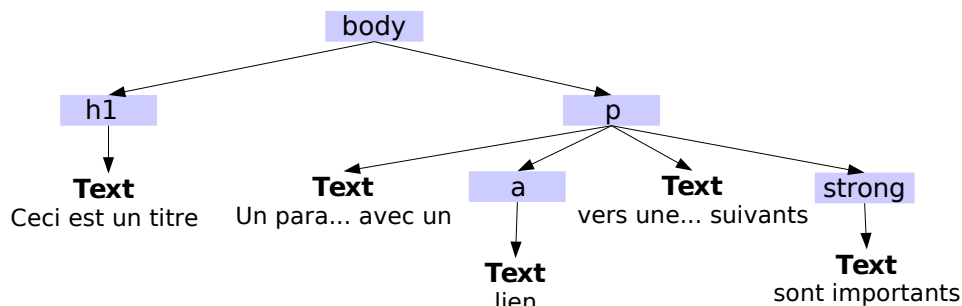 body
h1
p
Text
Ceci est un titre
Text
Un para... avec un
a
Text
vers une... suivants
strong
Text
lien
Text
sont importants